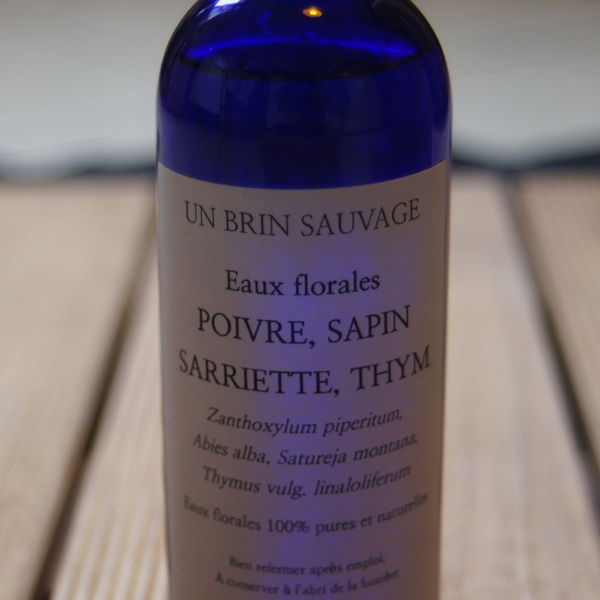 UN BRIN SAUVAGE
Eaux florales
POIVRE, SAPIN
SARRIETTE, THYM
Zanthoxylum piperitum,
Abies alba, Satureja montana,
Thymus vulg. linaloliferum
Eaux florales 100% pures et naturelles
Bien refermer après emploi.
A conserver à l'abri de la lumière